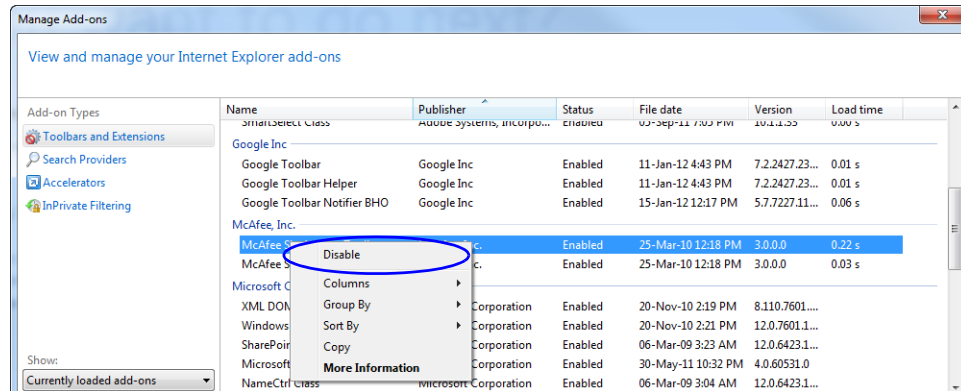 Manage Add-ons
View and manage your Internet Explorer add-ons
Add-on Types
Toolbars and Extensions
Search Providers
Accelerators
InPrivate Filtering
Show:
Currently loaded add-ons
Name Publisher Status File date Version Load time
SmartSelect Class Adobe Systems, Incorpo... Enabled 05-Sep-11 7:05 PM 10.1.1.33 0.00 s
Google Inc
Google Toolbar Google Inc Enabled 11-Jan-12 4:43 PM 7.2.2427.23... 0.01 s
Google Toolbar Helper Google Inc Enabled 11-Jan-12 4:43 PM 7.2.2427.23... 0.01 s
Google Toolbar Notifier BHO Google Inc Enabled 15-Jan-12 12:17 PM 5.7.7227.11... 0.06 s
McAfee, Inc.
McAfee Enabled 25-Mar-10 12:18 PM 3.0.0.0 0.22 s
McAfee Enabled 25-Mar-10 12:18 PM 3.0.0.0 0.03 s
Microsoft
XML DOM Corporation Enabled 20-Nov-10 2:19 PM 8.110.7601....
Windows Corporation Enabled 20-Nov-10 2:21 PM 12.0.7601.1...
Corporation Enabled 06-Mar-09 3:23 AM 12.0.6423.1...
Microsoft Corporation Enabled 30-May-11 10:32 PM 4.0.60531.0
NameCtrl Class Microsoft Corporation Enabled 06-Mar-09 3:04 AM 12.0.6423.1...
Disable
Columns
Group By
Sort By
Copy
More Information